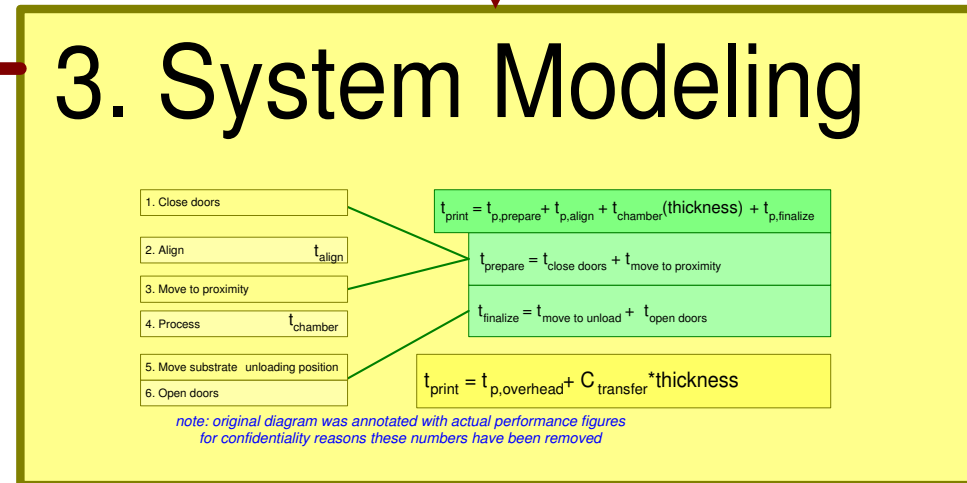 3. System Modeling
1. Close doors
2. Align t_align
3. Move to proximity
4. Process t_chamber
5. Move substrate unloading position
6. Open doors
t_print = t_p,prepare + t_p,align + t_chamber(thickness) + t_p,finalize
t_prepare = t_close doors + t_move to proximity
t_finalize = t_move to unload + t_open doors
t_print = t_p,overhead + C_transfer*thickness
note: original diagram was annotated with actual performance figures
for confidentiality reasons these numbers have been removed